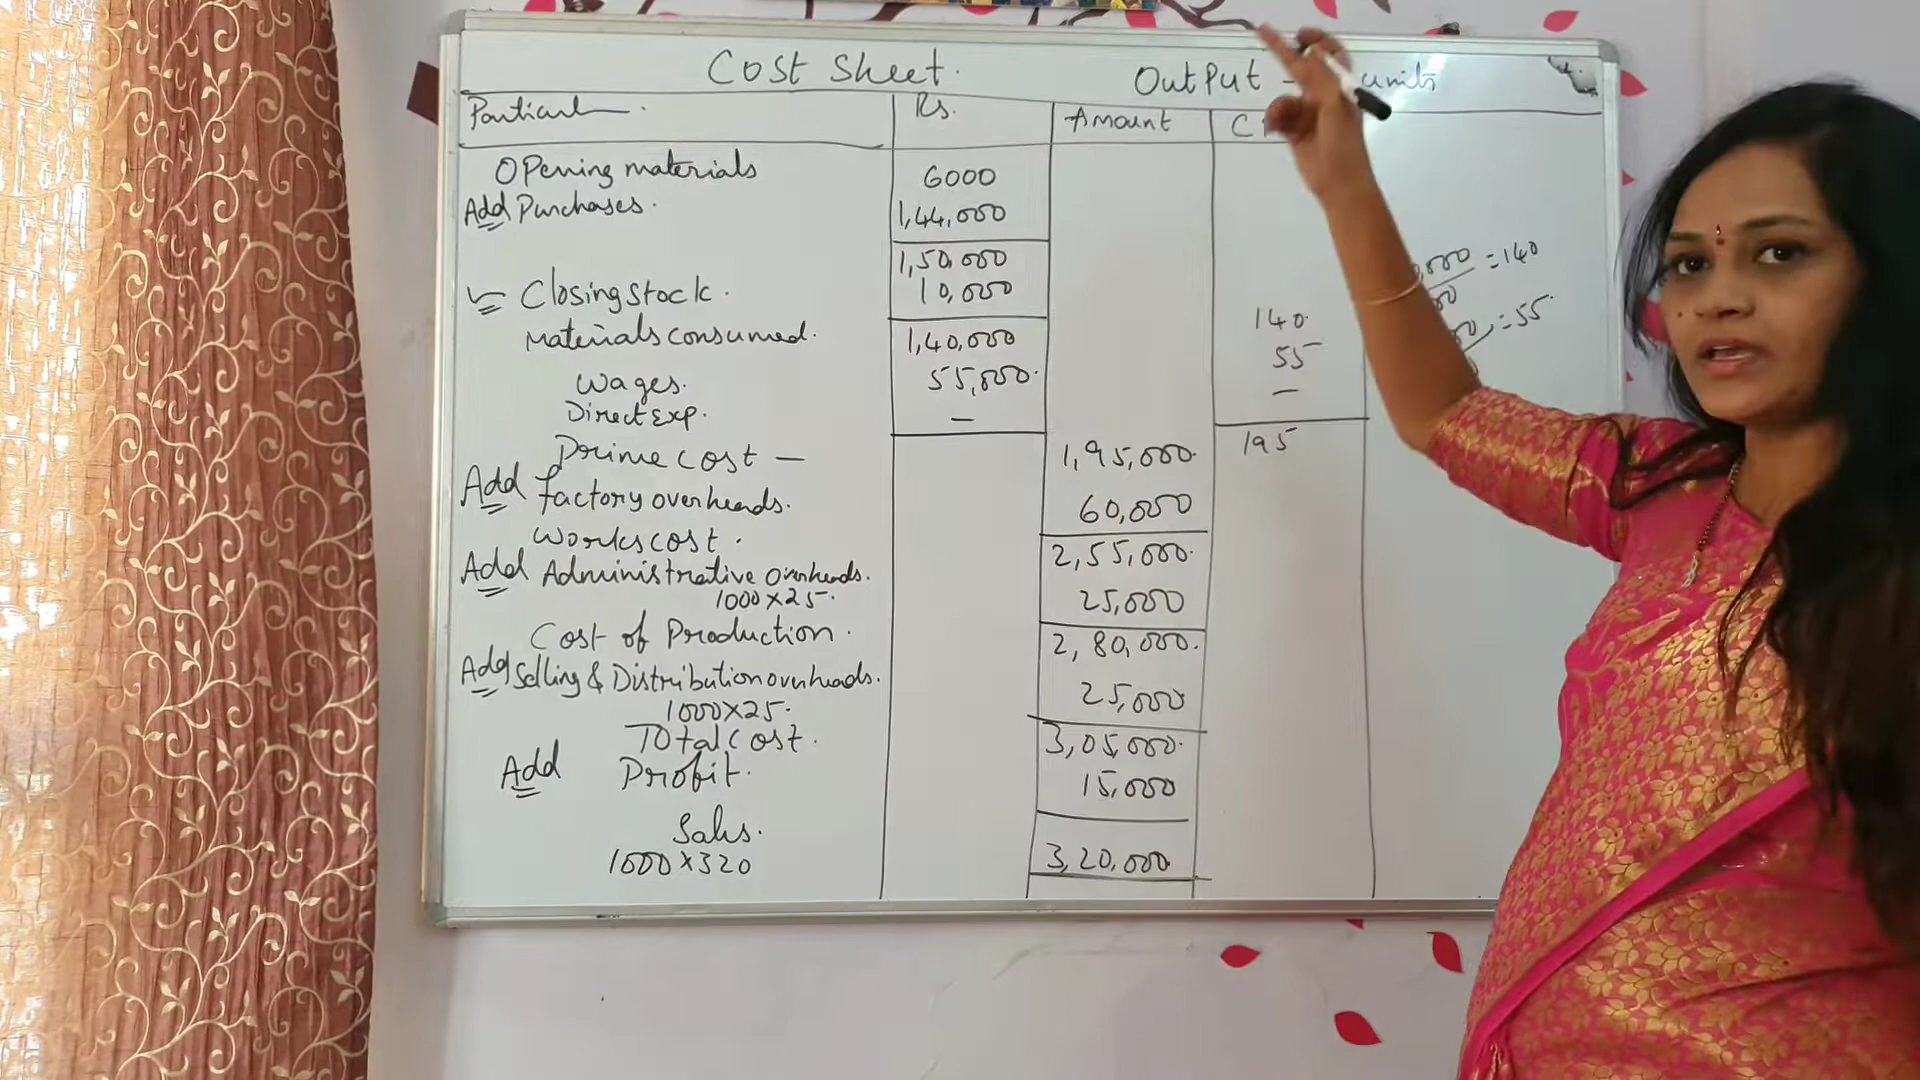 Cost Sheet. Output - units
Particul Rs. Amount C
Opening materials 6000
Add Purchases. 1,44,000
1,50,000
Closing stock. 10,000
Materials consumed. 1,40,000 140
Wages. 55,000 55
Direct Exp. — —
Prime cost — 1,95,000 195
Add factory overheads. 60,000
Works cost. 2,55,000
Add Administrative overheads.
1000 x 25. 25,000
Cost of Production. 2,80,000
Add Selling & Distribution overheads.
1000 x 25. 25,000
Total Cost. 3,05,000
Add Profit. 15,000
Sales.
1000 x 320 3,20,000
= 140
= 55